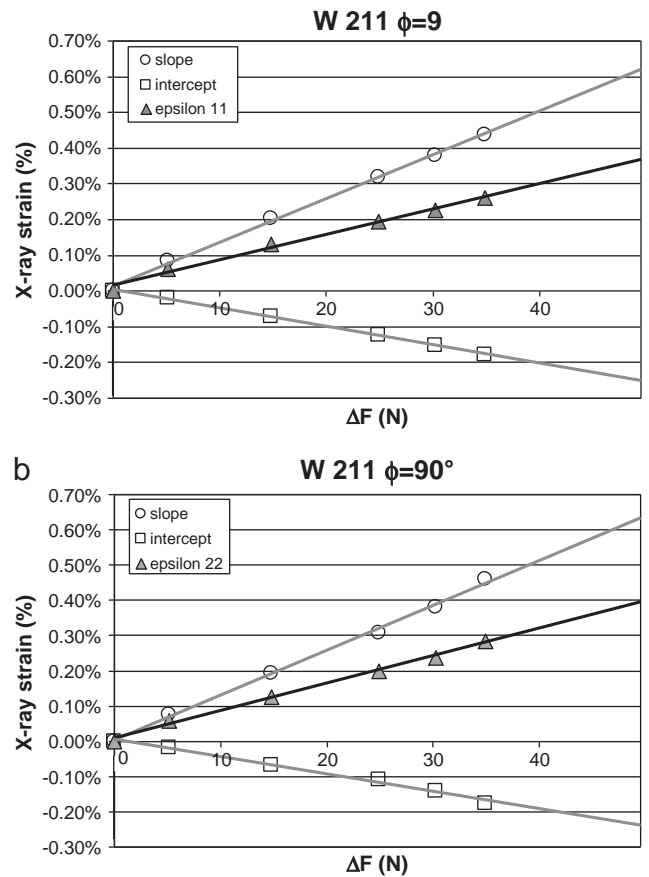 W 211 ϕ=9
0.70%
0.60%
0.50%
0.40%
0.30%
0.20%
0.10%
0.00%
-0.10%
-0.20%
-0.30%
X-ray strain (%)
slope
intercept
epsilon 11
0 10 20 30 40
ΔF (N)
b
W 211 ϕ=90°
0.70%
0.60%
0.50%
0.40%
0.30%
0.20%
0.10%
0.00%
-0.10%
-0.20%
-0.30%
X-ray strain (%)
slope
intercept
epsilon 22
0 10 20 30 40
ΔF (N)